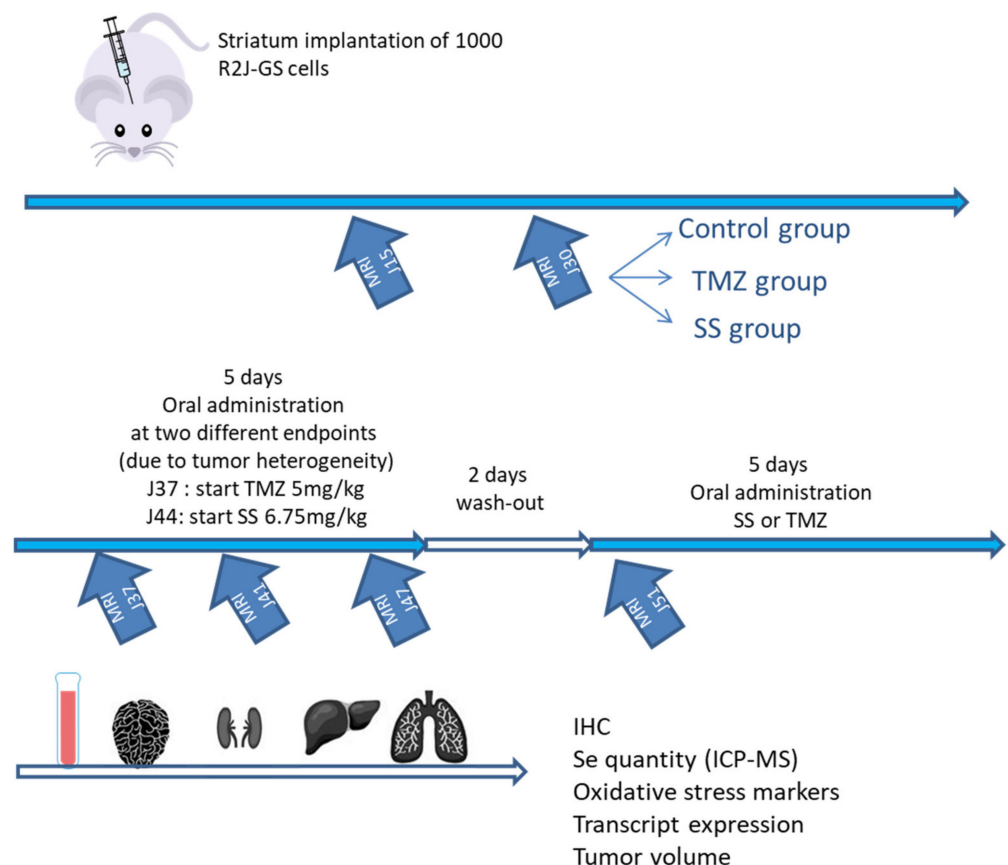 Striatum implantation of 1000
R2J-GS cells
MRI
J15
MRI
J30
Control group
TMZ group
SS group
5 days
Oral administration
at two different endpoints
(due to tumor heterogeneity)
J37 : start TMZ 5mg/kg
J44: start SS 6.75mg/kg
2 days
wash-out
5 days
Oral administration
SS or TMZ
MRI
J37
MRI
J41
MRI
J47
MRI
J51
IHC
Se quantity (ICP-MS)
Oxidative stress markers
Transcript expression
Tumor volume